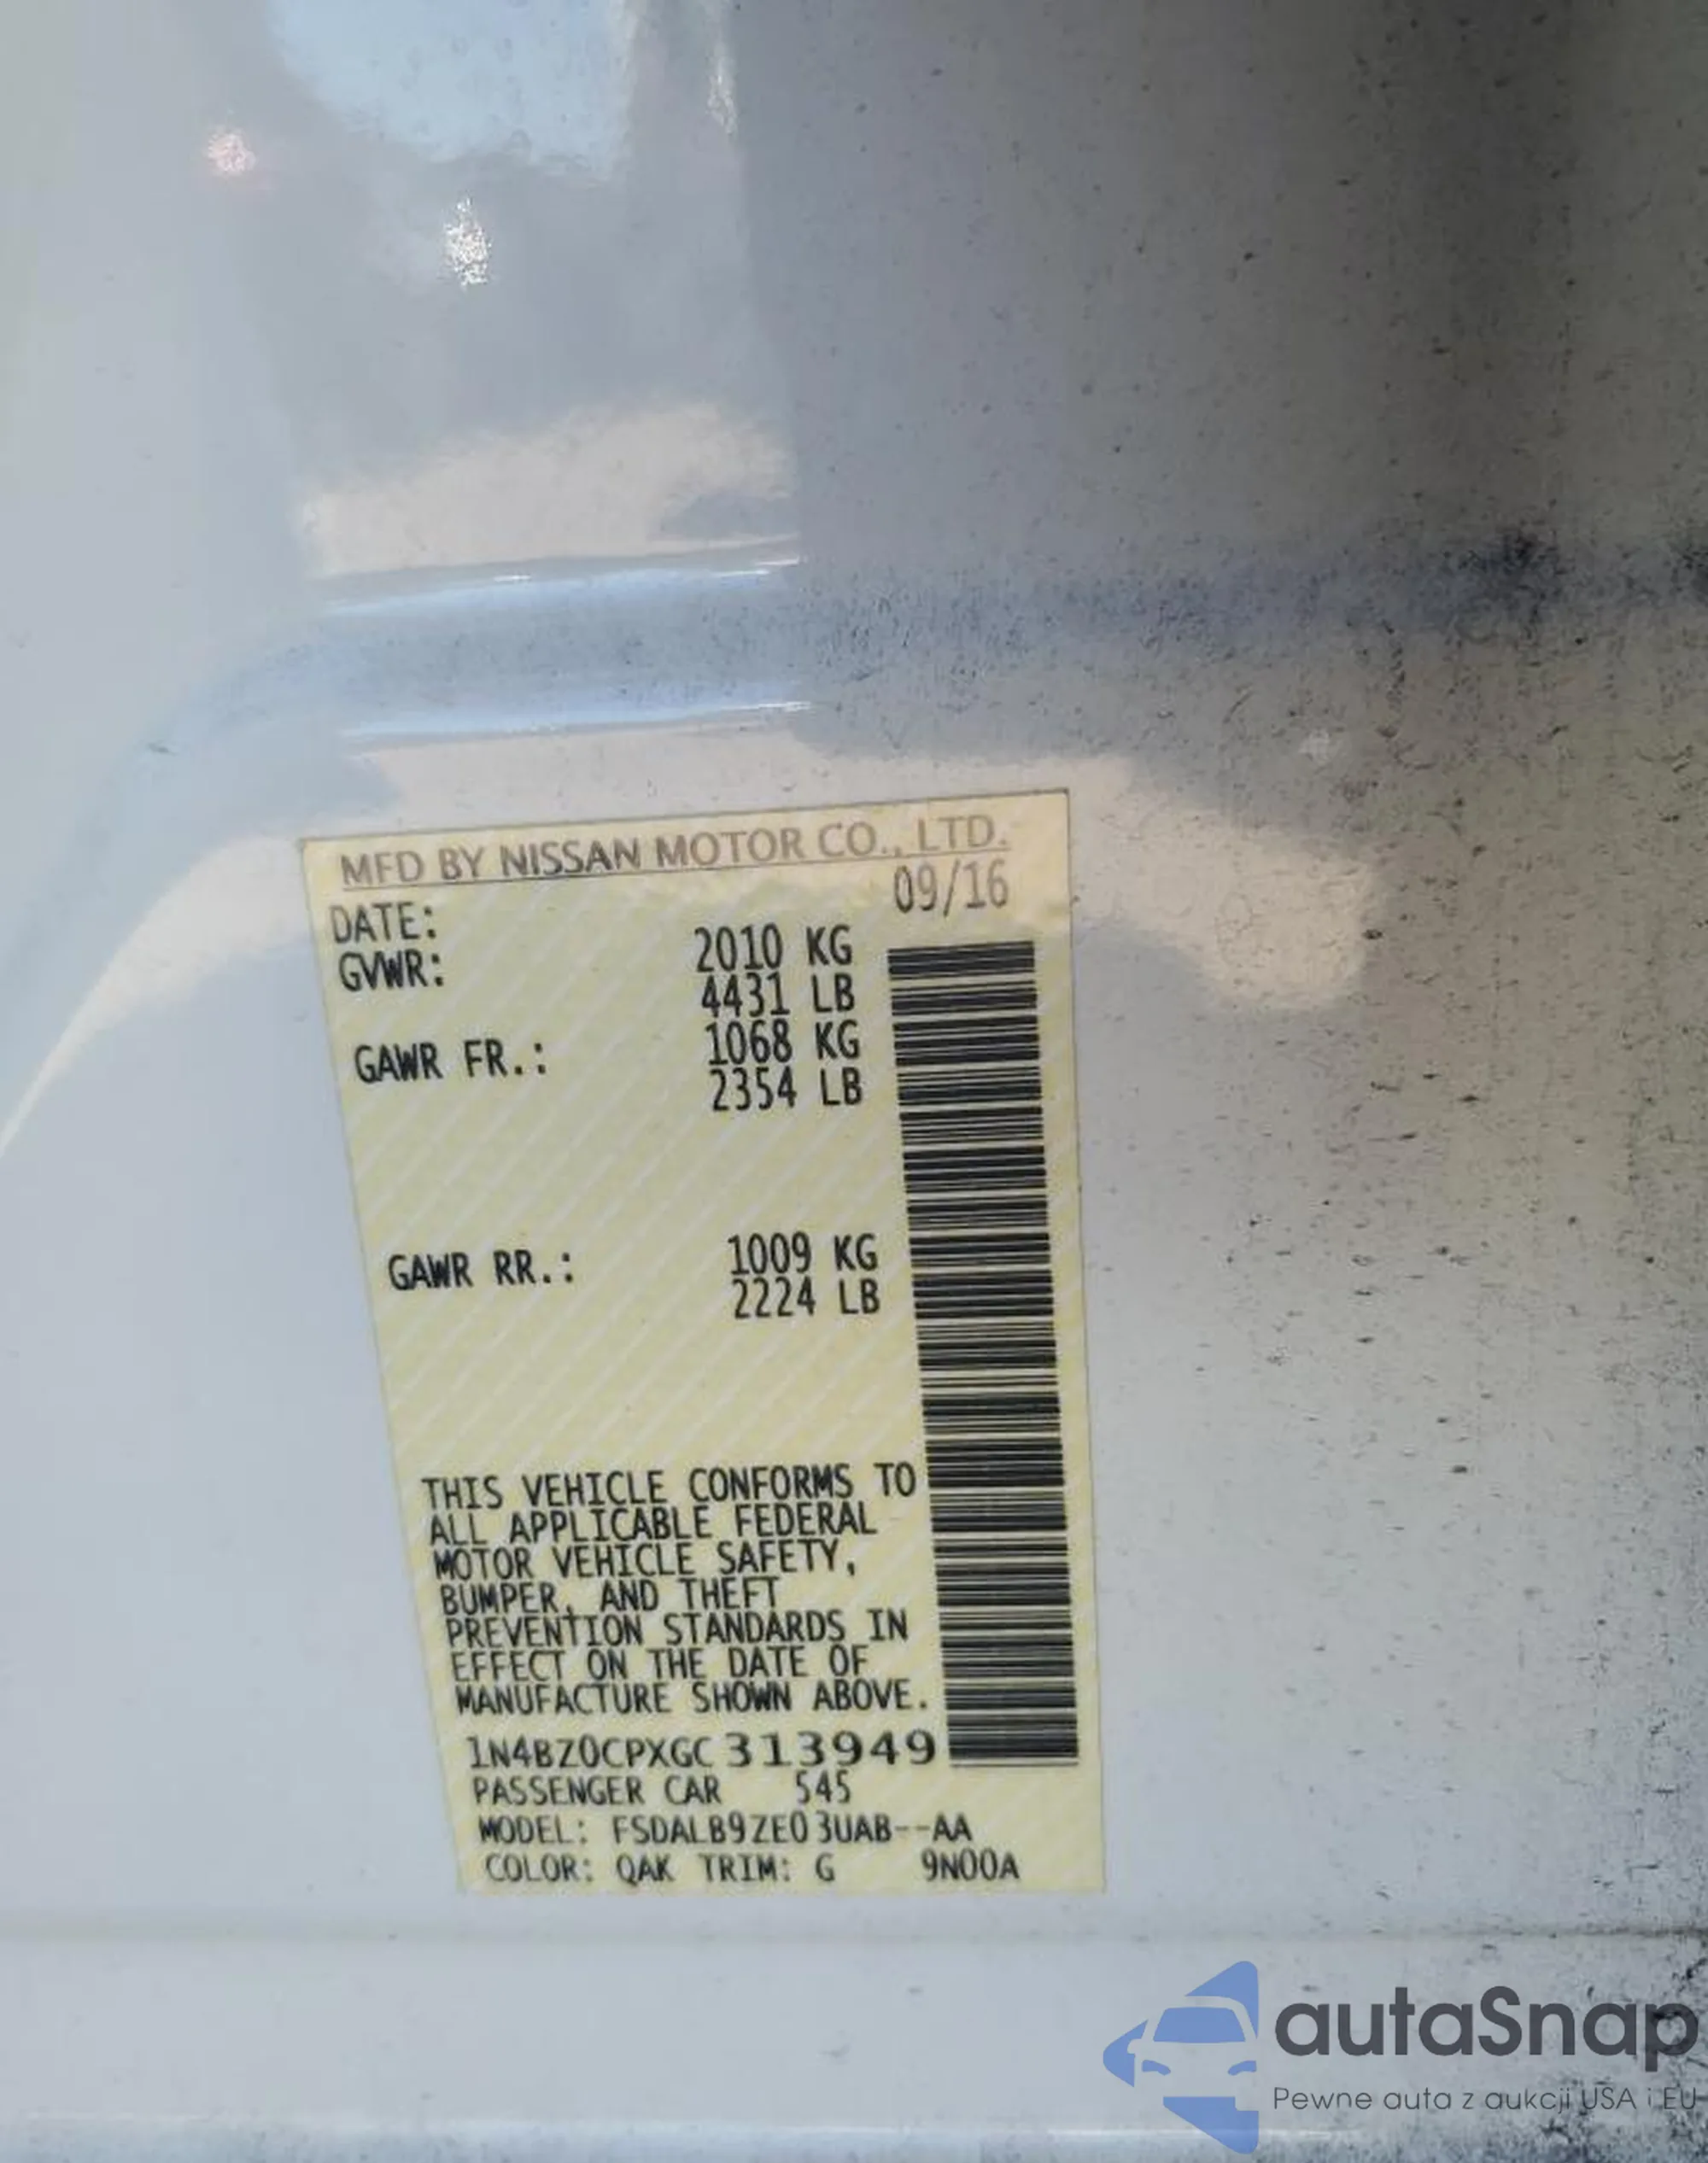 MFD BY NISSAN MOTOR CO., LTD.
DATE: 09/16
GVWR: 2010 KG
4431 LB
GAWR FR.: 1068 KG
2354 LB
GAWR RR.: 1009 KG
2224 LB
THIS VEHICLE CONFORMS TO
ALL APPLICABLE FEDERAL
MOTOR VEHICLE SAFETY,
BUMPER, AND THEFT
PREVENTION STANDARDS IN
EFFECT ON THE DATE OF
MANUFACTURE SHOWN ABOVE.
1N4BZ0CPXGC313949
PASSENGER CAR 545
MODEL: FSDALB9ZE03UAB--AA
COLOR: QAK TRIM: G 9N00A
autaSnap
Pewne auta z aukcji USA i EU